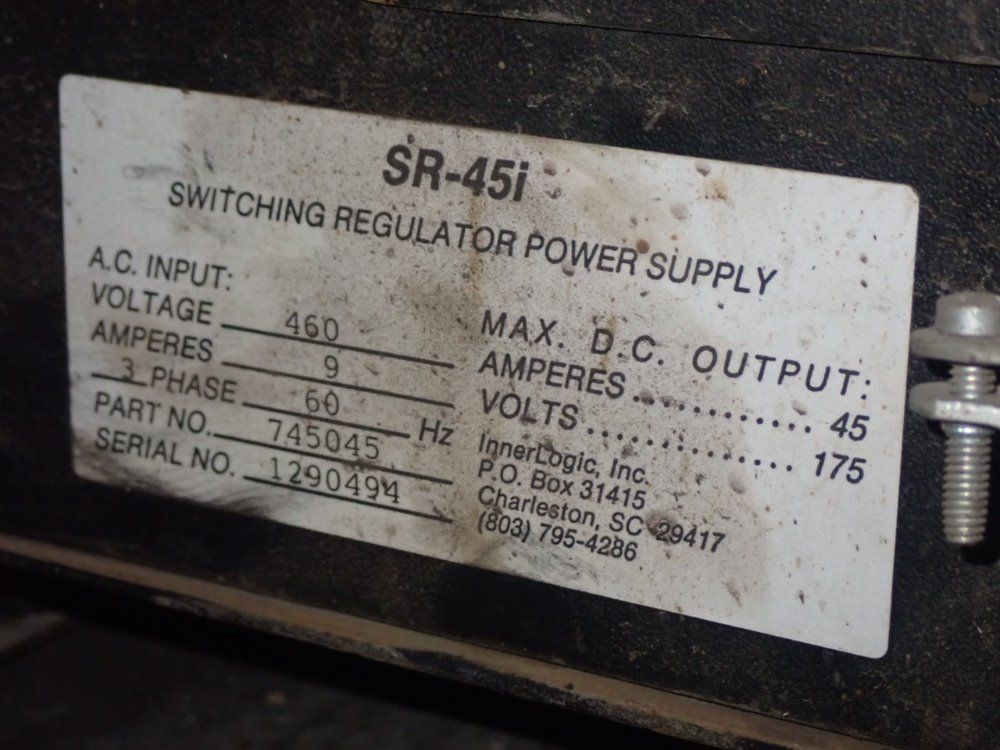 SR-45i
SWITCHING REGULATOR POWER SUPPLY
A.C. INPUT:
VOLTAGE 460
AMPERES 9
3 PHASE 60 Hz
PART NO. 745045
SERIAL NO. 1290494
MAX. D.C. OUTPUT:
AMPERES ............ 45
VOLTS ................ 175
InnerLogic, Inc.
P.O. Box 31415
Charleston, SC 29417
(803) 795-4286